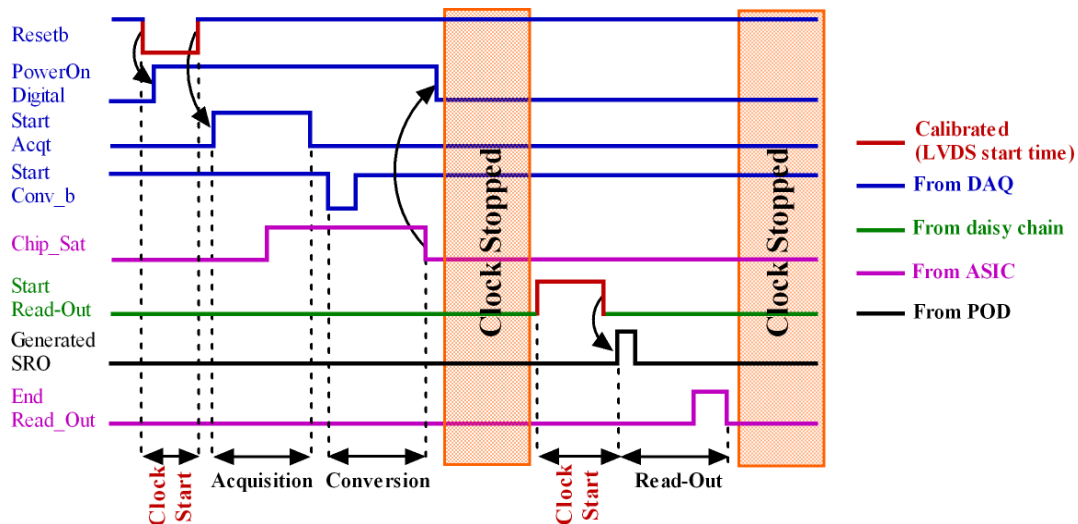 Resetb
PowerOn
Digital
Start
Acqt
Start
Conv_b
Chip_Sat
Start
Read-Out
Generated
SRO
End
Read_Out
Clock Stopped
Clock Stopped
Calibrated
(LVDS start time)
From DAQ
From daisy chain
From ASIC
From POD
Clock
Start
Acquisition
Conversion
Clock
Start
Read-Out